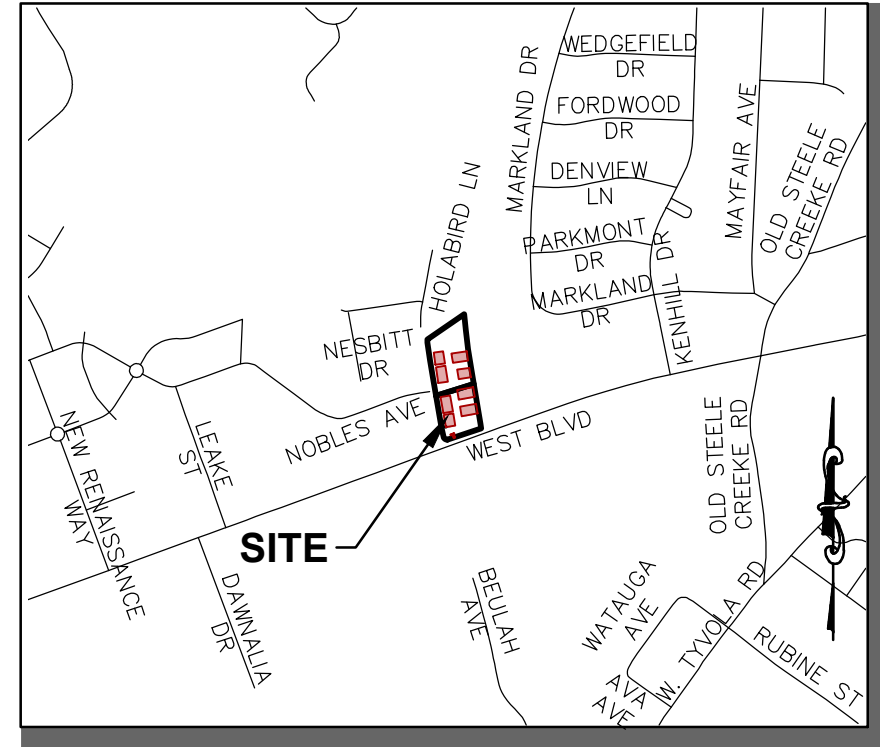 WEDGEFIELD
DR
MARKLAND DR
FORDWOOD
DR
MAYFAIR AVE
OLD STEELE
CREEKE RD
DENVIEW
LN
HOLABIRD LN
PARKMONT
DR
MARKLAND
DR
KENHILL DR
NESBITT
DR
NOBLES AVE
WEST BLVD
NEW RENAISSANCE
WAY
LEAKE
ST
OLD STEELE
CREEKE RD
SITE
DAWNALIA
DR
BEULAH
AVE
WATAUGA
AVE
W. TYVOLA RD
RUBINE ST
AVA
AVE